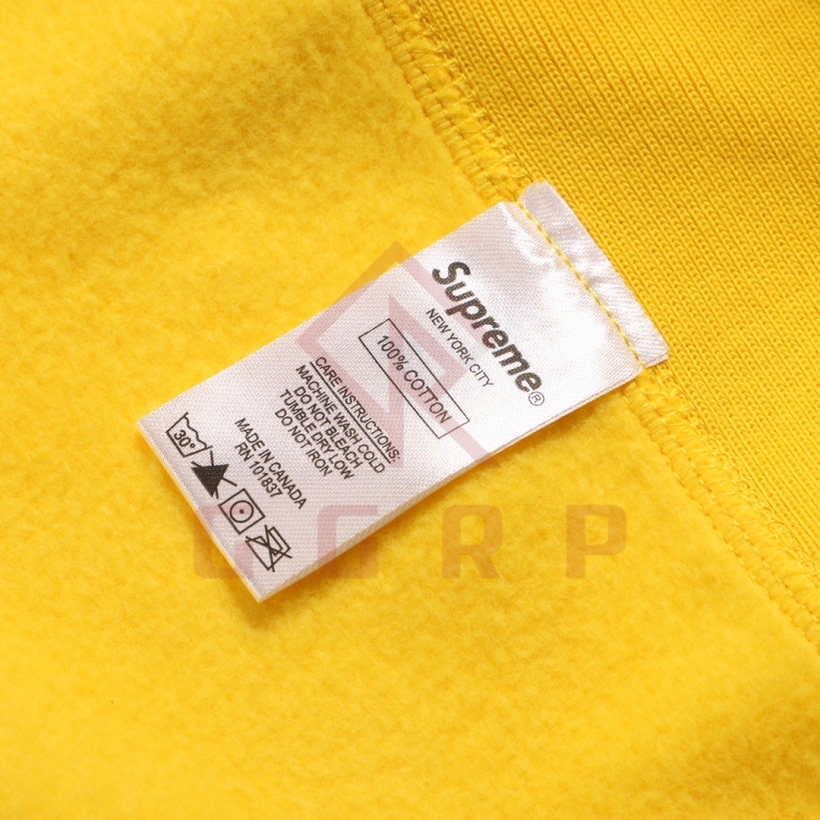 Supreme®
NEW YORK CITY
100% COTTON
CARE INSTRUCTIONS:
MACHINE WASH COLD
DO NOT BLEACH
TUMBLE DRY LOW
DO NOT IRON
MADE IN CANADA
RN 101837
30°
GGRP